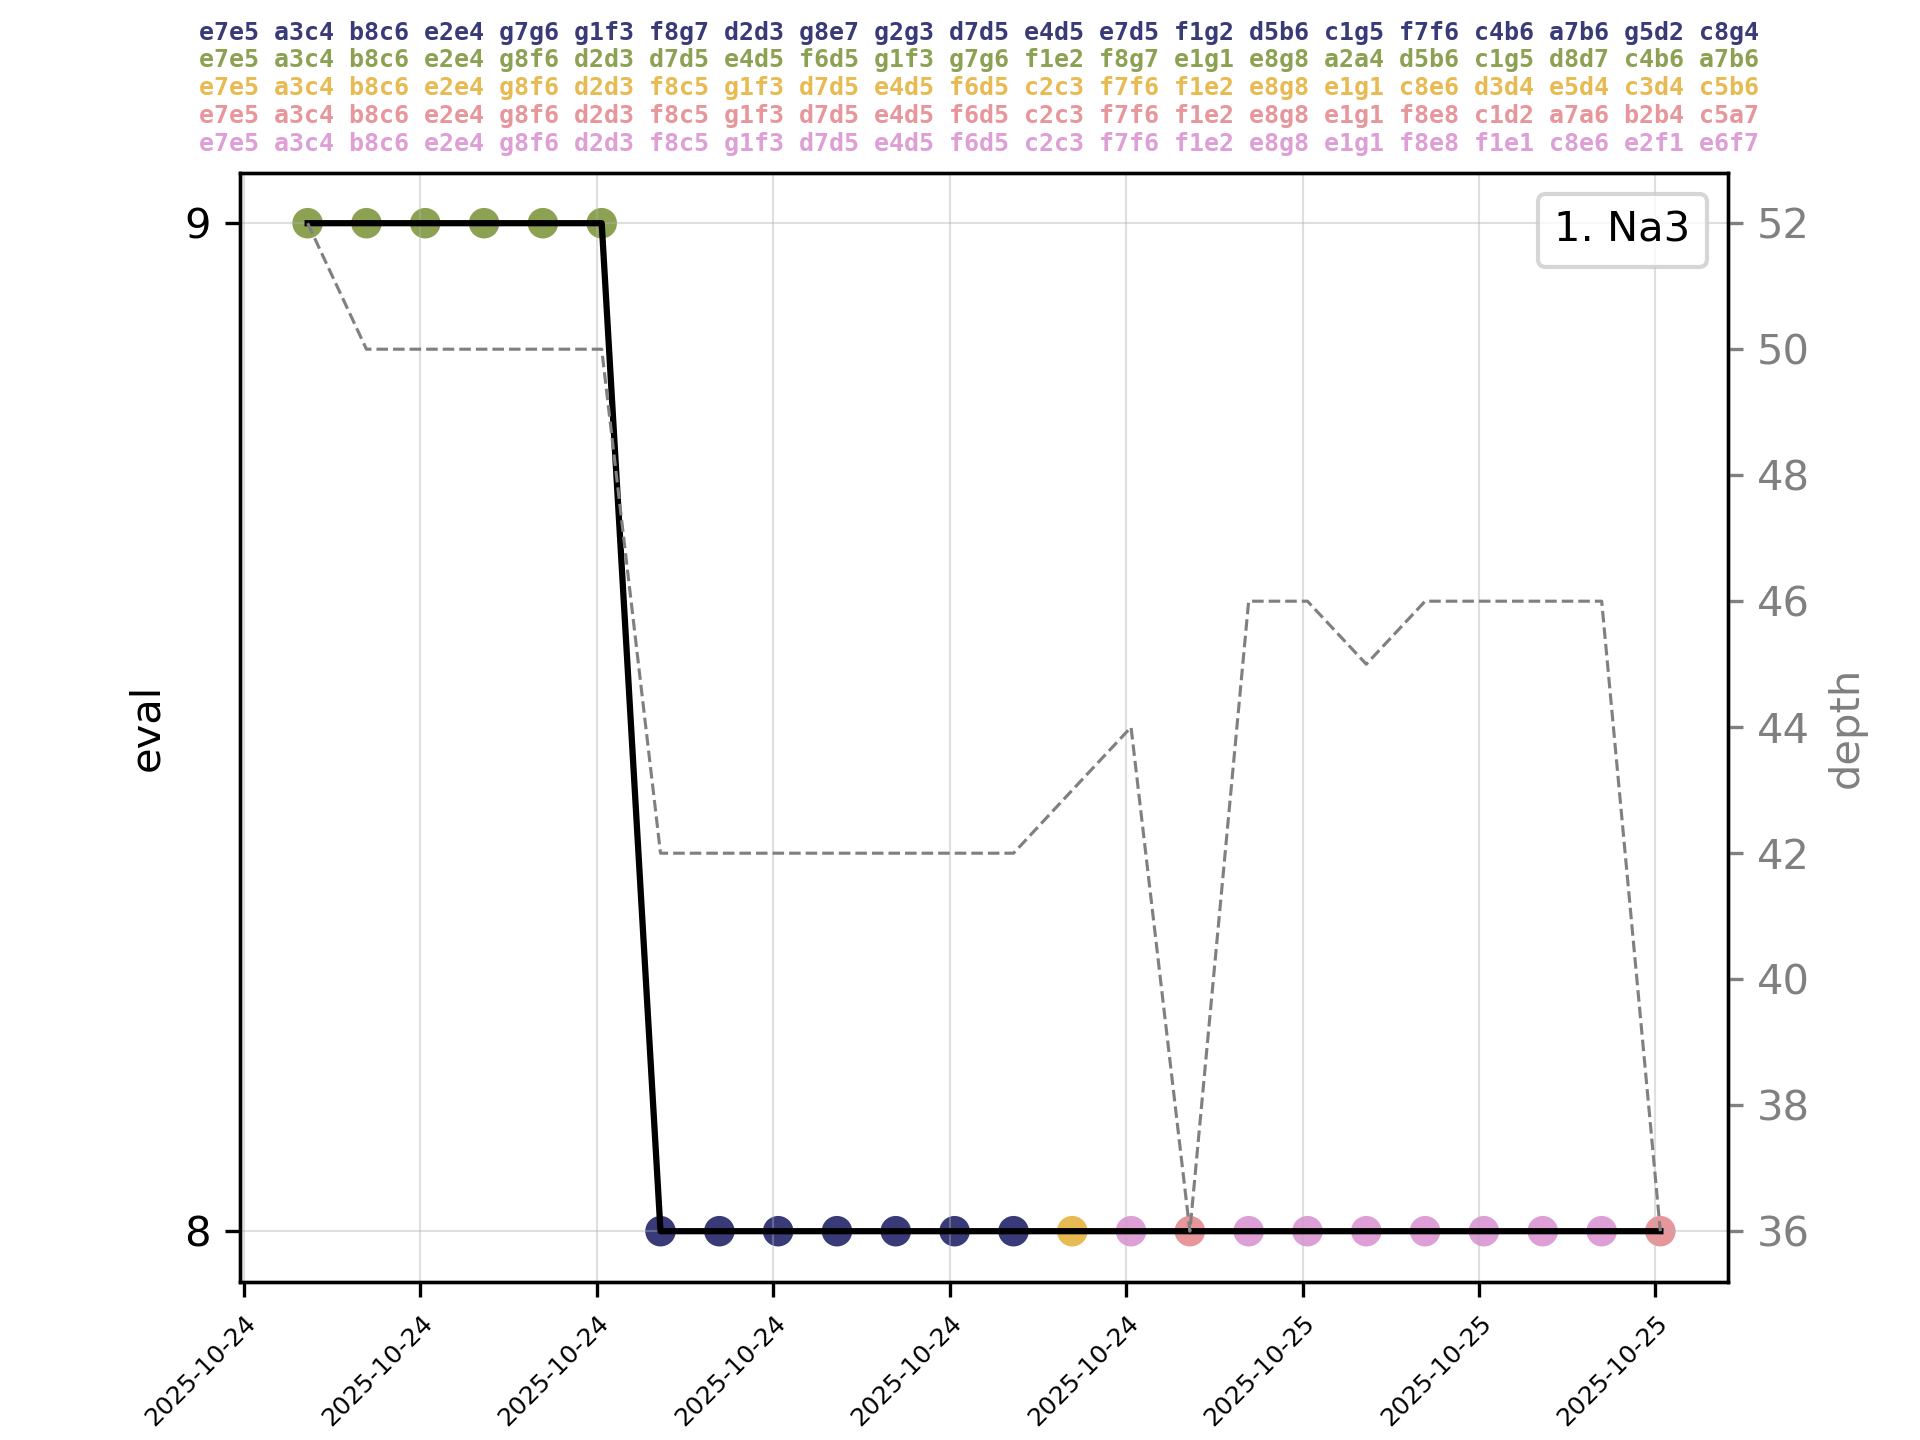 e7e5 a3c4 b8c6 e2e4 g7g6 g1f3 f8g7 d2d3 g8e7 g2g3 d7d5 e4d5 e7d5 f1g2 d5b6 c1g5 f7f6 c4b6 a7b6 g5d2 c8g4
e7e5 a3c4 b8c6 e2e4 g8f6 d2d3 d7d5 e4d5 f6d5 g1f3 g7g6 f1e2 f8g7 e1g1 e8g8 a2a4 d5b6 c1g5 d8d7 c4b6 a7b6
e7e5 a3c4 b8c6 e2e4 g8f6 d2d3 f8c5 g1f3 d7d5 e4d5 f6d5 c2c3 f7f6 f1e2 e8g8 e1g1 c8e6 d3d4 e5d4 c3d4 c5b6
e7e5 a3c4 b8c6 e2e4 g8f6 d2d3 f8c5 g1f3 d7d5 e4d5 f6d5 c2c3 f7f6 f1e2 e8g8 e1g1 f8e8 c1d2 a7a6 b2b4 c5a7
e7e5 a3c4 b8c6 e2e4 g8f6 d2d3 f8c5 g1f3 d7d5 e4d5 f6d5 c2c3 f7f6 f1e2 e8g8 e1g1 f8e8 f1e1 c8e6 e2f1 e6f7
1. Na3
9
8
eval
52
50
48
46
44
42
40
38
36
depth
2025-10-24
2025-10-24
2025-10-24
2025-10-24
2025-10-24
2025-10-24
2025-10-25
2025-10-25
2025-10-25